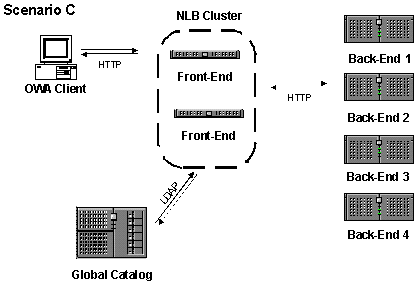 Scenario C
NLB Cluster
HTTP
OWA Client
Front-End
Front-End
HTTP
Back-End 1
Back-End 2
Back-End 3
Back-End 4
LDAP
Global Catalog